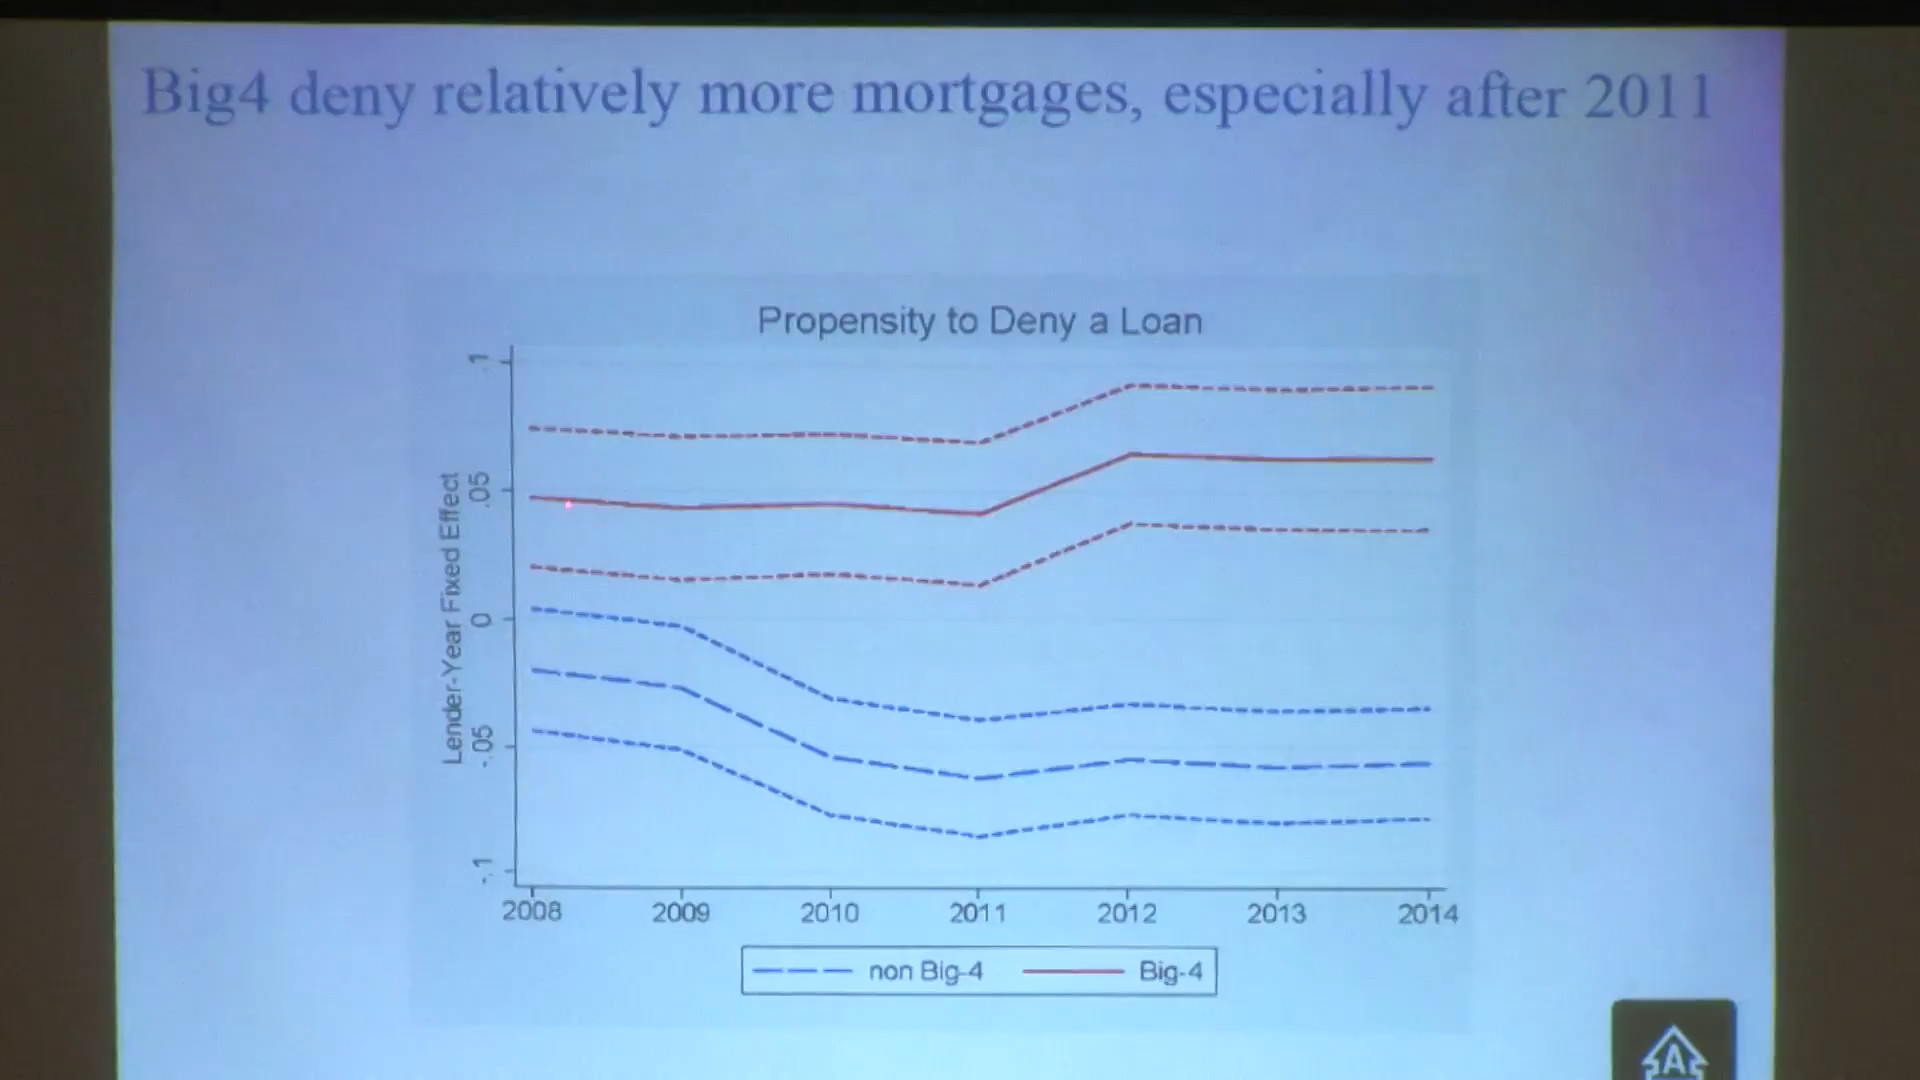 Big4 deny relatively more mortgages, especially after 2011
Propensity to Deny a Loan
Lender-Year Fixed Effect
.1
.05
0
-.05
-.1
2008 2009 2010 2011 2012 2013 2014
non Big-4 Big-4
A